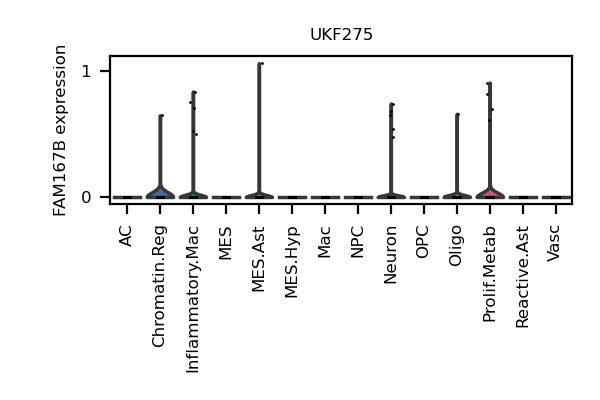 UKF275
FAM167B expression
1
0
AC
Chromatin.Reg
Inflammatory.Mac
MES
MES.Ast
MES.Hyp
Mac
NPC
Neuron
OPC
Oligo
Prolif.Metab
Reactive.Ast
Vasc